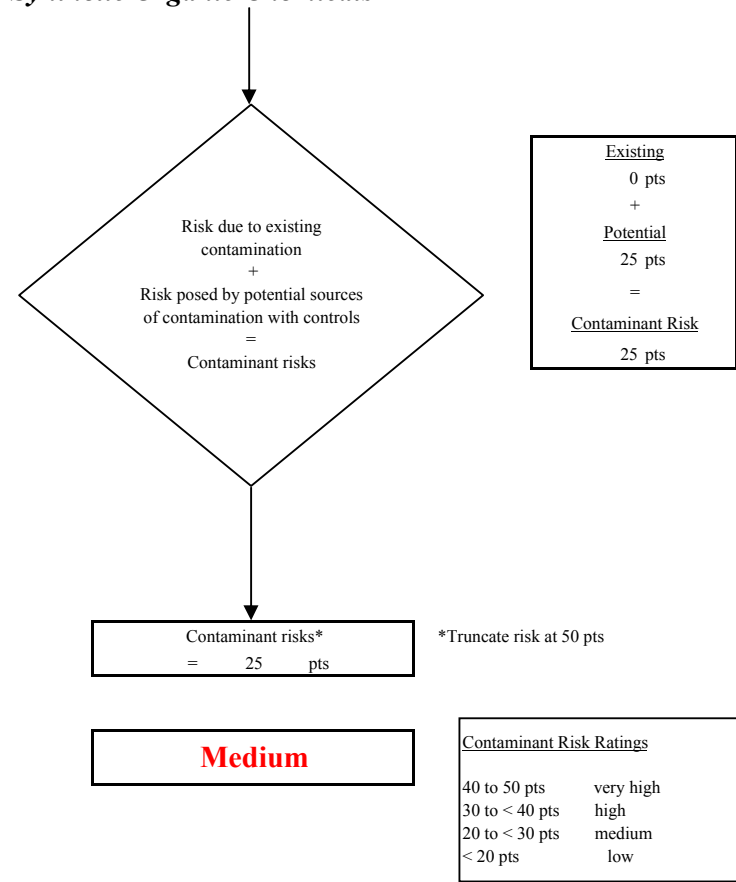 Risk due to existing
contamination
+
Risk posed by potential sources
of contamination with controls
=
Contaminant risks
Existing
0 pts
+
Potential
25 pts
=
Contaminant Risk
25 pts
Contaminant risks*
= 25 pts
*Truncate risk at 50 pts
Medium
Contaminant Risk Ratings
40 to 50 pts very high
30 to < 40 pts high
20 to < 30 pts medium
< 20 pts low